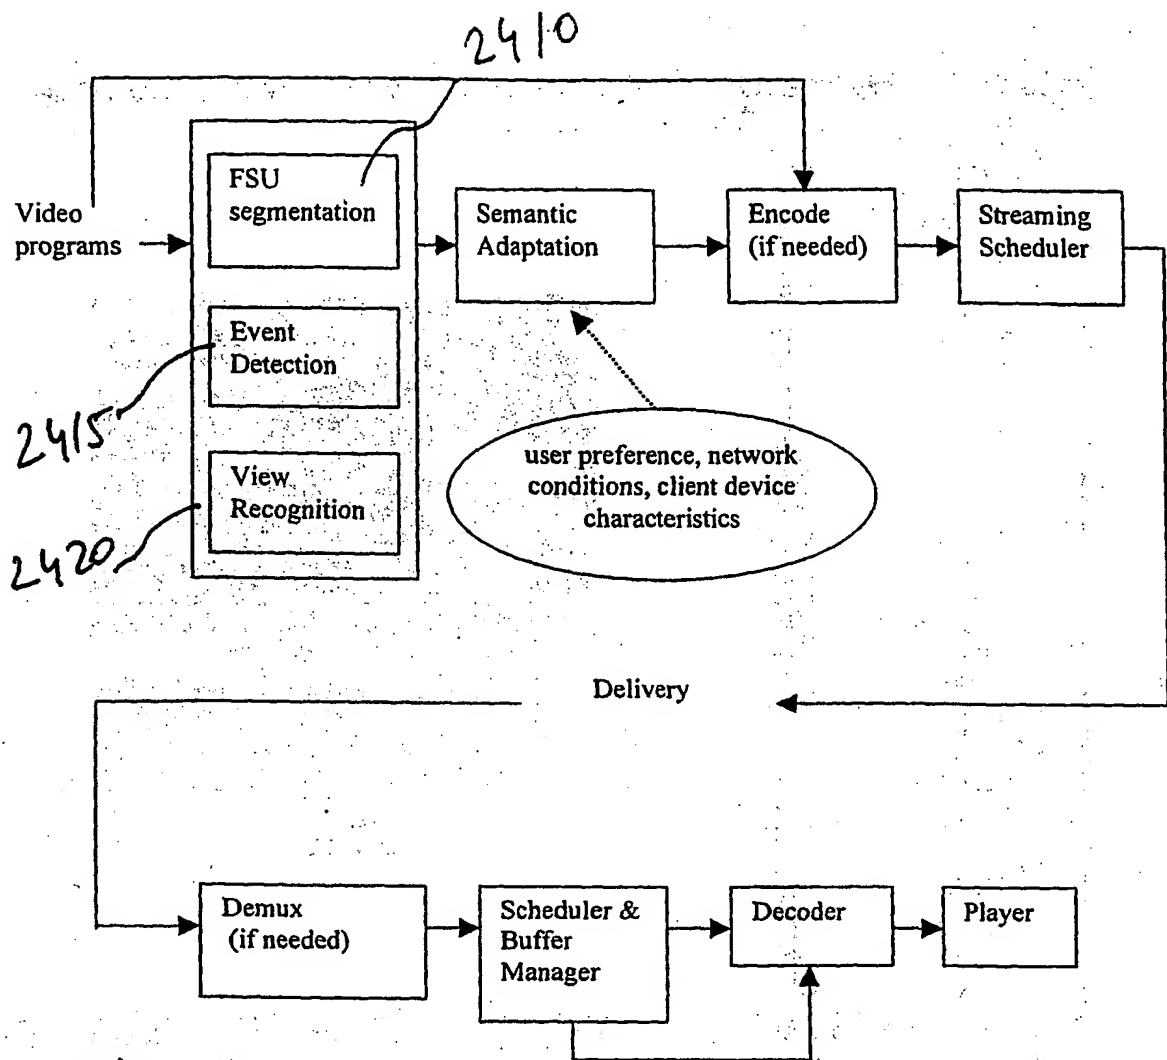 2410
FSU
segmentation
Video
programs
Semantic
Adaptation
Encode
(if needed)
Streaming
Scheduler
Event
Detection
2415
View
Recognition
2420
user preference, network
conditions, client device
characteristics
Delivery
Demux
(if needed)
Scheduler &
Buffer
Manager
Decoder
Player